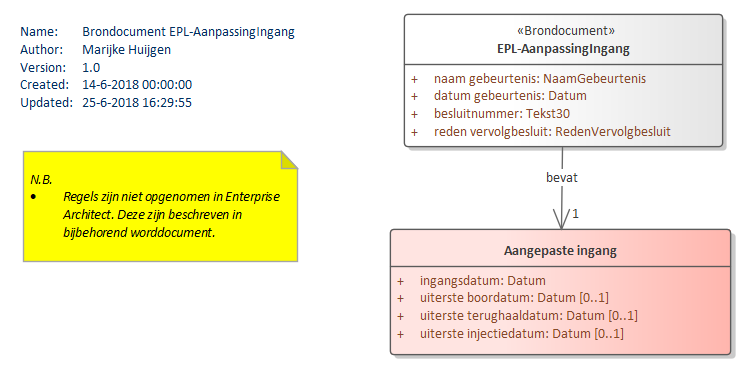 Name: Brondocument EPL-AanpassingIngang
Author: Marijke Huijgen
Version: 1.0
Created: 14-6-2018 00:00:00
Updated: 25-6-2018 16:29:55
N.B.
• Regels zijn niet opgenomen in Enterprise
Architect. Deze zijn beschreven in
bijbehorend worddocument.
«Brondocument»
EPL-AanpassingIngang
+ naam gebeurtenis: NaamGebeurtenis
+ datum gebeurtenis: Datum
+ besluitnummer: Tekst30
+ reden vervolgbesluit: RedenVervolgbesluit
bevat
1
Aangepaste ingang
+ ingangsdatum: Datum
+ uiterste boordatum: Datum [0..1]
+ uiterste terughaaldatum: Datum [0..1]
+ uiterste injectiedatum: Datum [0..1]